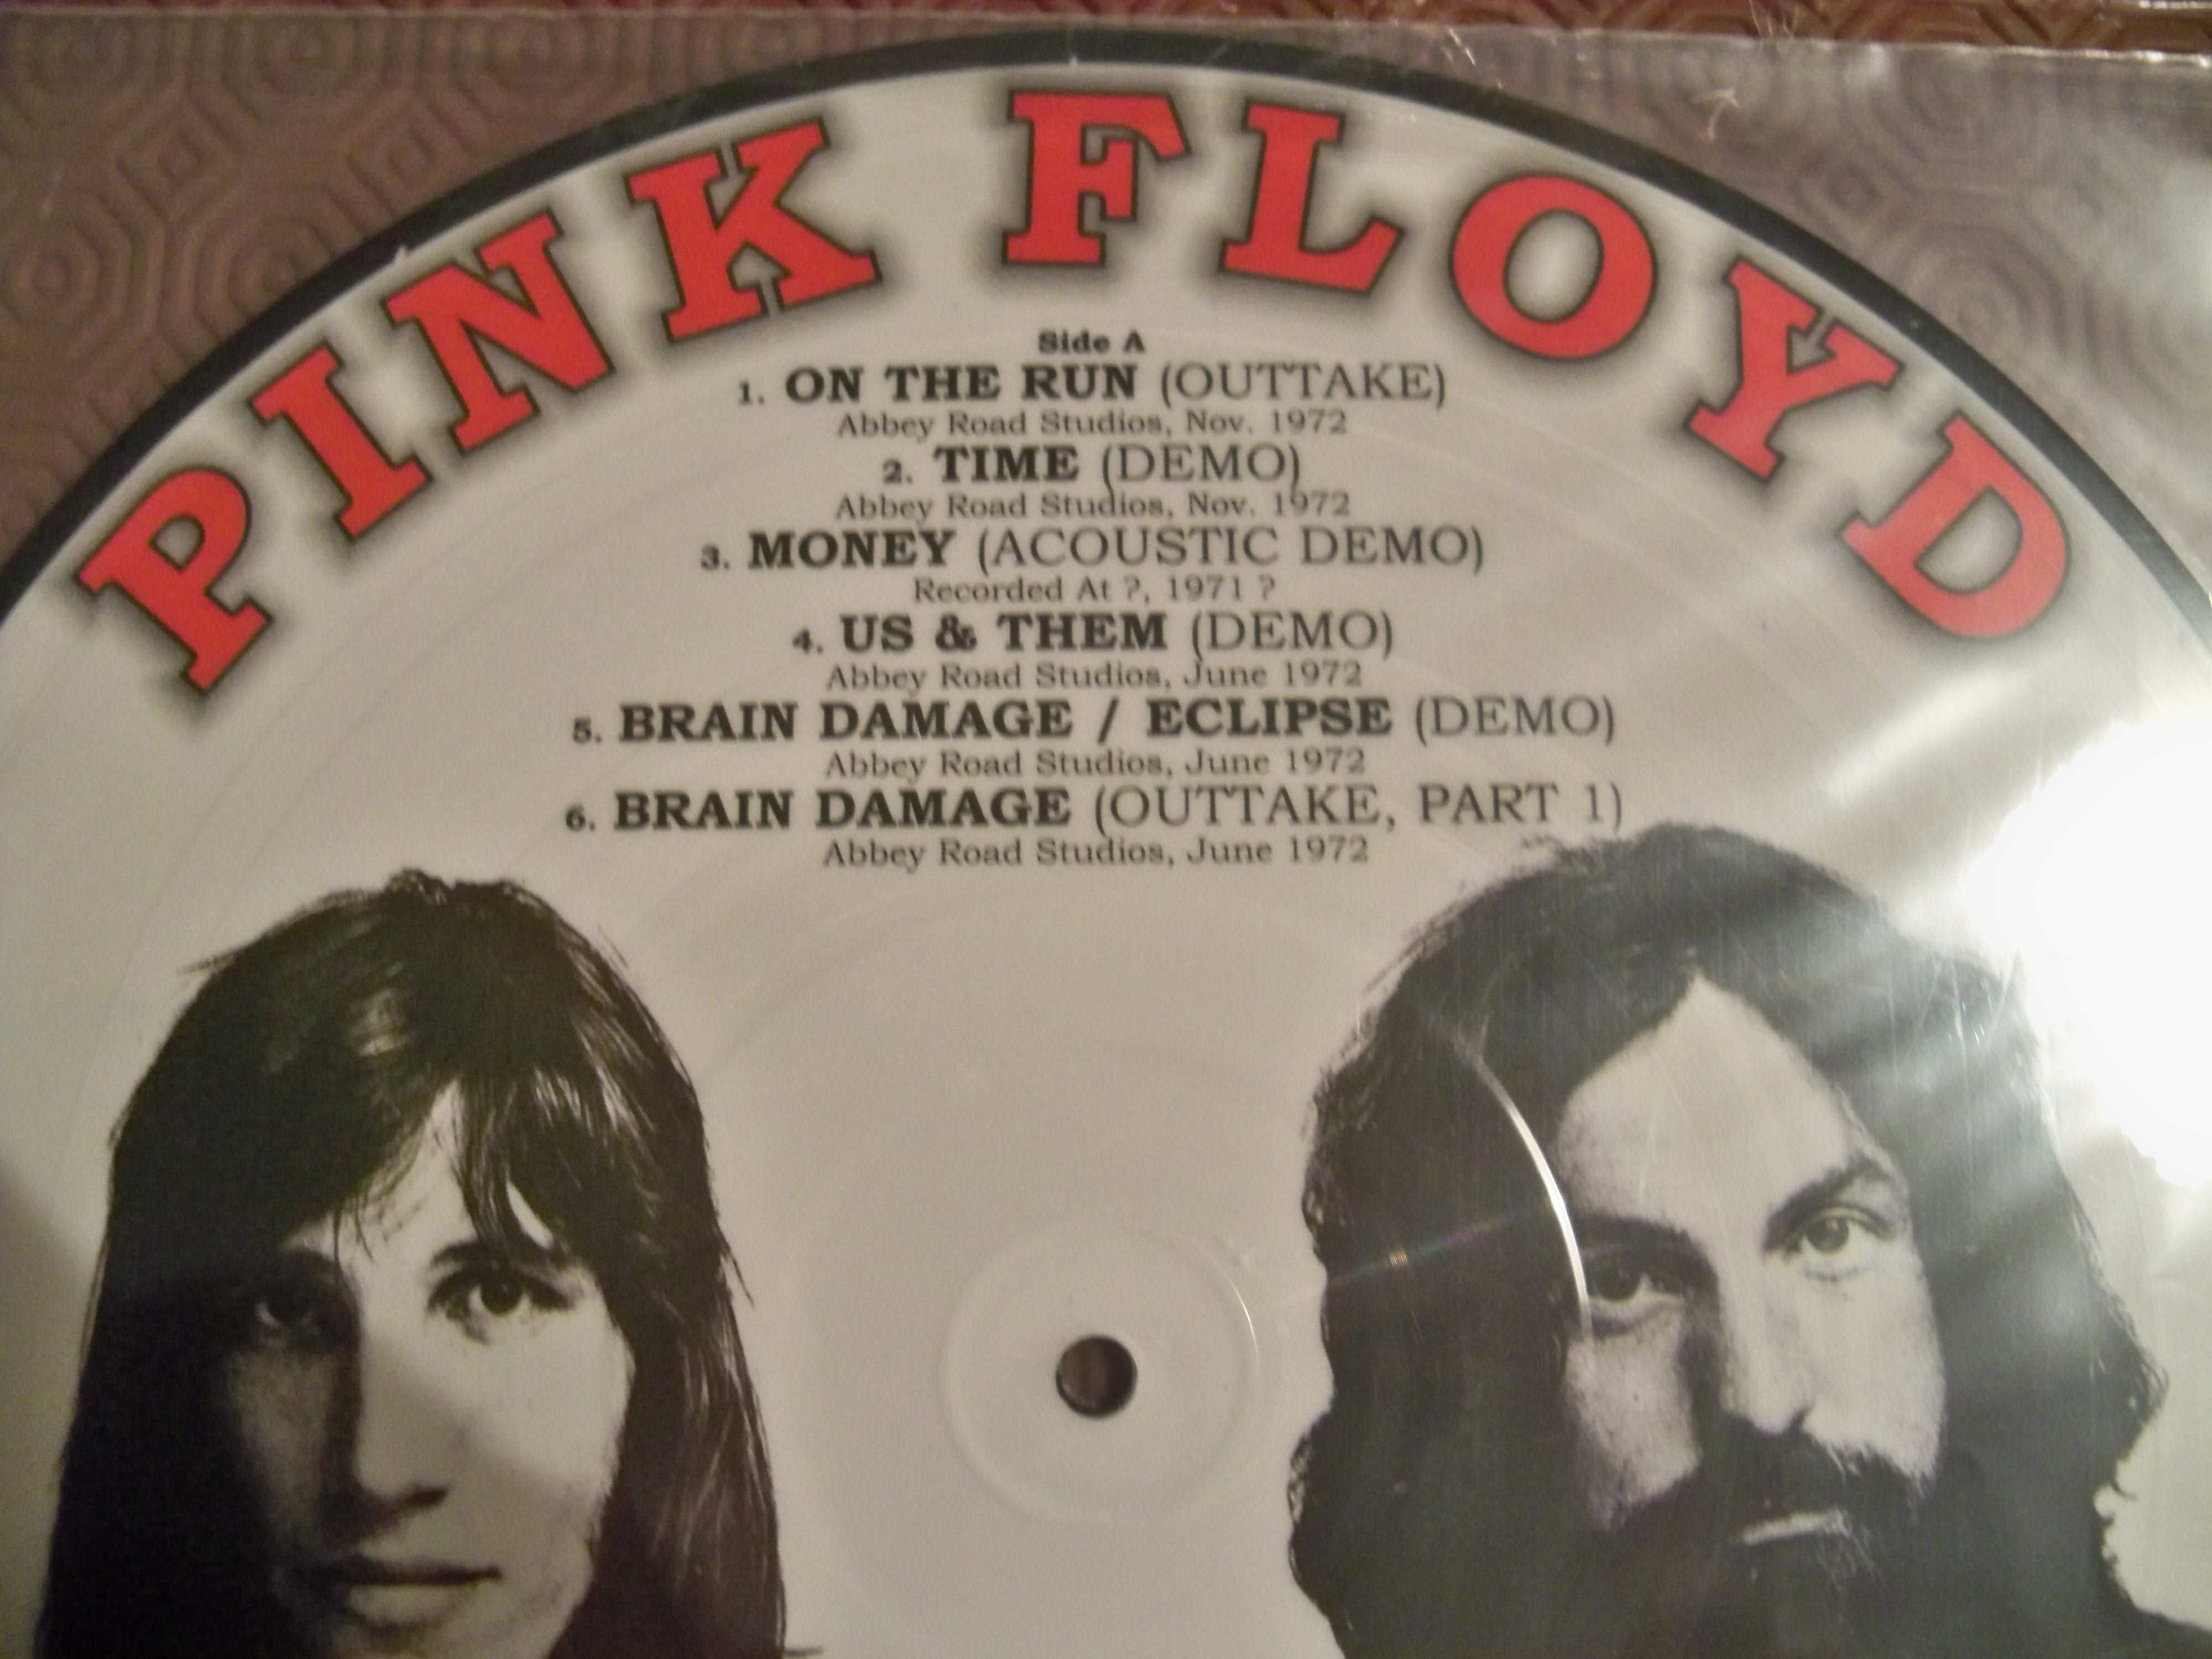 PINK FLOYD
Side A
1. ON THE RUN (OUTTAKE)
Abbey Road Studios, Nov. 1972
2. TIME (DEMO)
Abbey Road Studios, Nov. 1972
3. MONEY (ACOUSTIC DEMO)
Recorded At ?, 1971 ?
4. US & THEM (DEMO)
Abbey Road Studios, June 1972
5. BRAIN DAMAGE / ECLIPSE (DEMO)
Abbey Road Studios, June 1972
6. BRAIN DAMAGE (OUTTAKE, PART 1)
Abbey Road Studios, June 1972